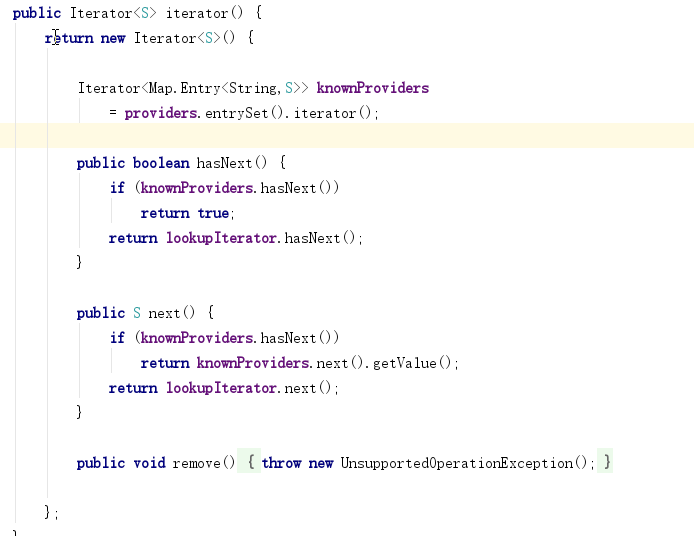 public Iterator<S> iterator() {
return new Iterator<S>() {
Iterator<Map.Entry<String,S>> knownProviders
= providers.entrySet().iterator();
public boolean hasNext() {
if (knownProviders.hasNext())
return true;
return lookupIterator.hasNext();
}
public S next() {
if (knownProviders.hasNext())
return knownProviders.next().getValue();
return lookupIterator.next();
}
public void remove() { throw new UnsupportedOperationException(); }
};
}